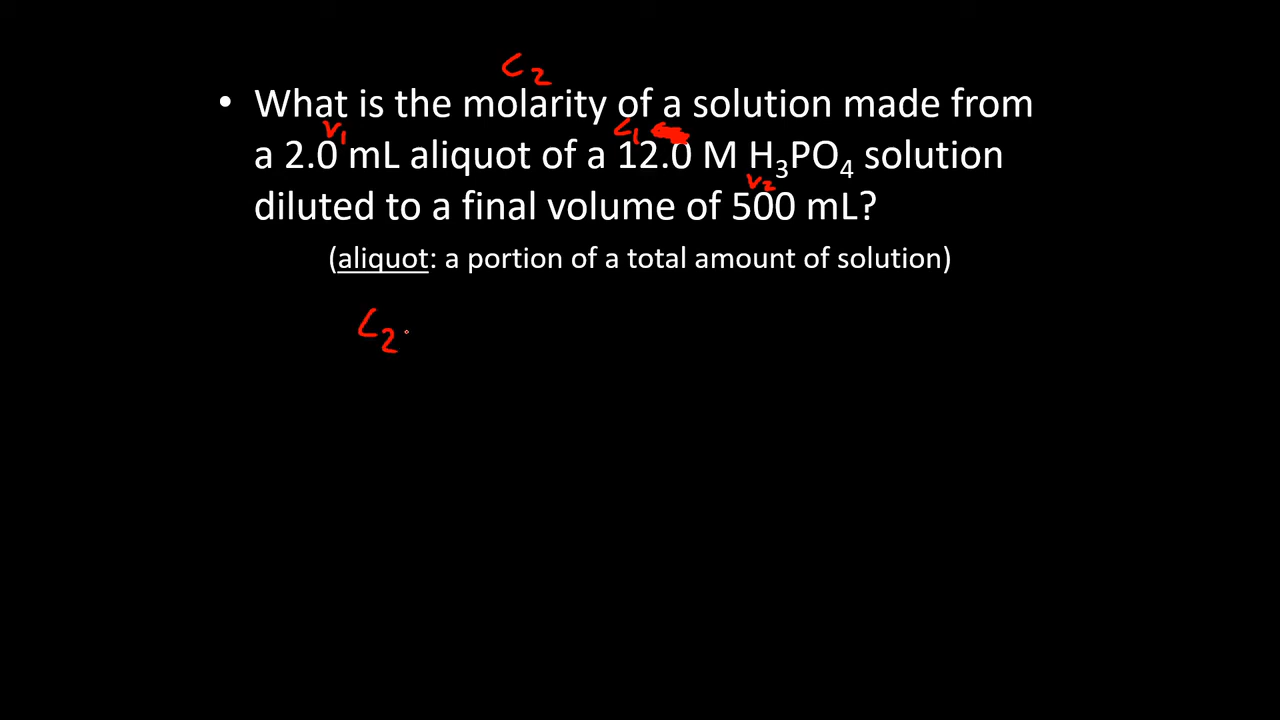 C2
• What is the molarity of a solution made from
V1 C1
a 2.0 mL aliquot of a 12.0 M H₃PO₄ solution
V2
diluted to a final volume of 500 mL?
(aliquot: a portion of a total amount of solution)
C2